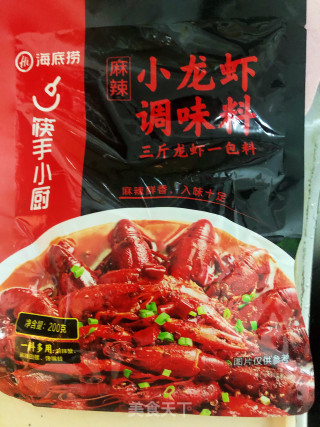 海底捞
筷手小厨
麻辣
小龙虾
调味料
三斤龙虾一包料
麻辣鲜香，入味十足
净含量：200克
一料多用：
图片仅供参考
美食天下